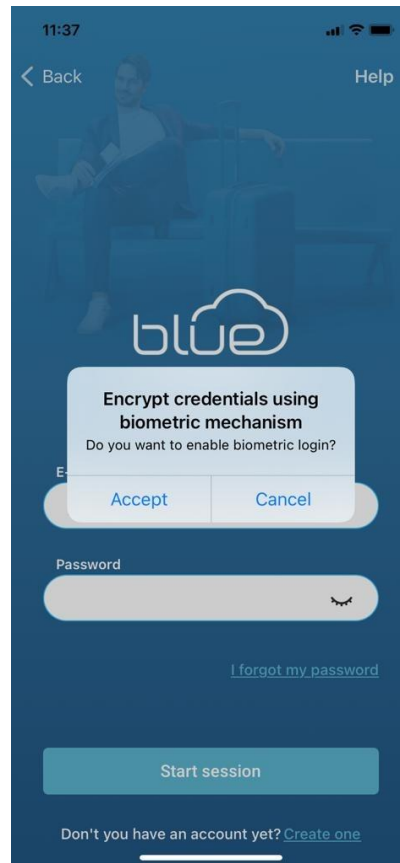 11:37
Back
Help
blue
Encrypt credentials using
biometric mechanism
Do you want to enable biometric login?
E-
Accept
Cancel
Password
I forgot my password
Start session
Don't you have an account yet? Create one